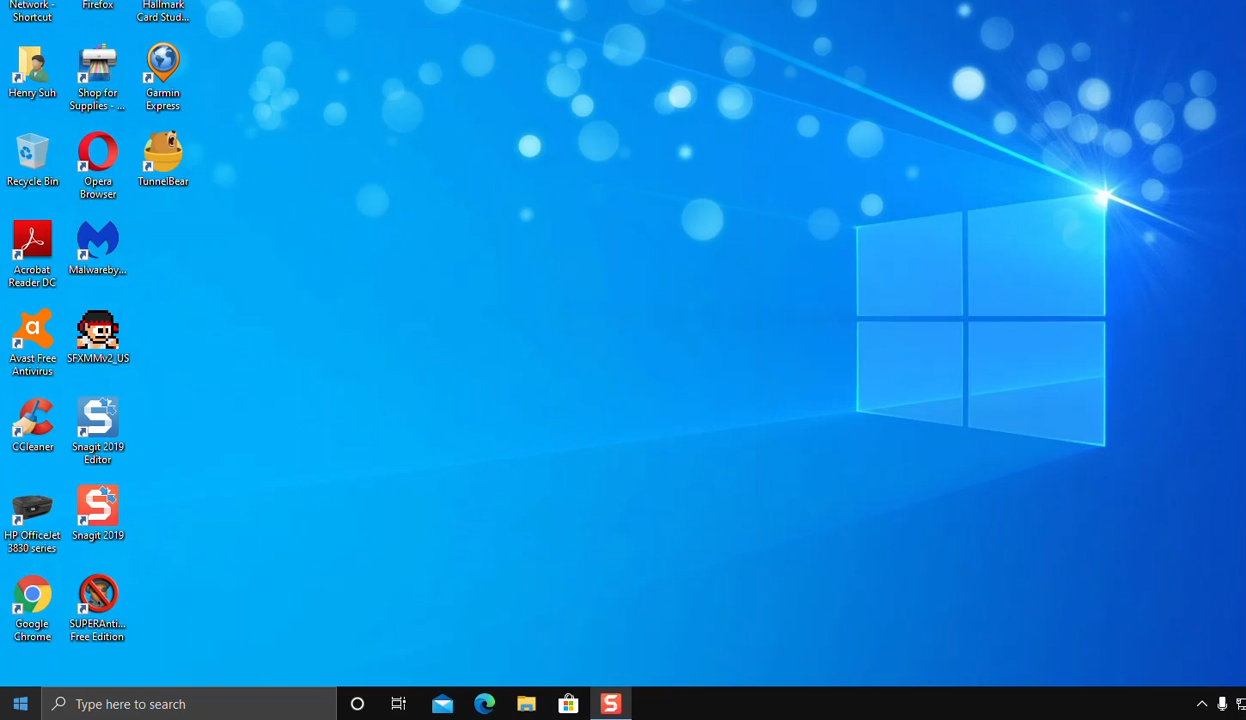 Network -
Shortcut
Firefox
Hallmark
Card Stud...
Henry Suh
Shop for
Supplies - ...
Garmin
Express
Recycle Bin
Opera
Browser
TunnelBear
Acrobat
Reader DC
Malwareby...
Avast Free
Antivirus
SFXMMv2_US
CCleaner
Snagit 2019
Editor
HP OfficeJet
3830 series
Snagit 2019
Google
Chrome
SUPERAnti...
Free Edition
Type here to search